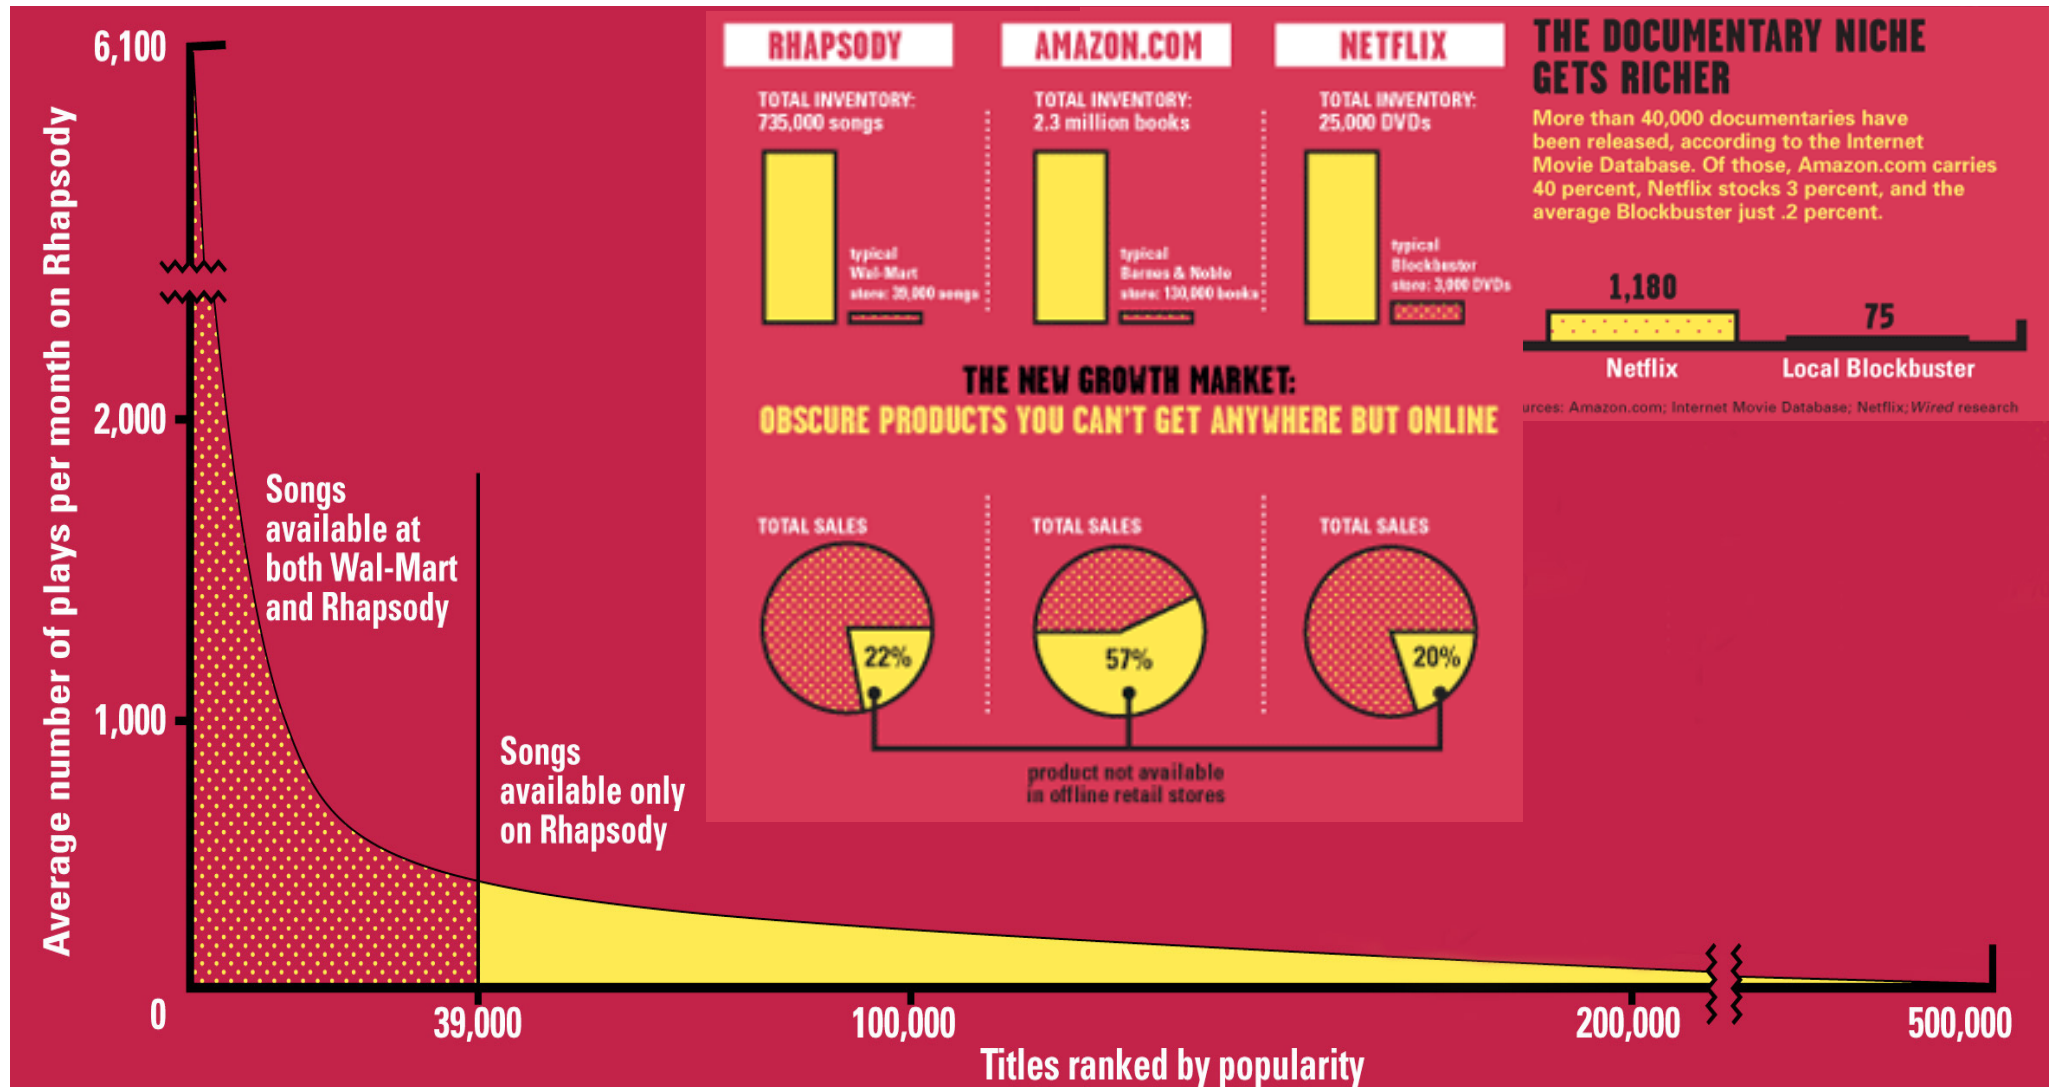 6,100
2,000
1,000
0
Average number of plays per month on Rhapsody
Songs
available at
both Wal-Mart
and Rhapsody
Songs
available only
on Rhapsody
39,000
100,000
200,000
500,000
Titles ranked by popularity
RHAPSODY
TOTAL INVENTORY:
735,000 songs
typical
Wal-Mart
store: 39,000 songs
AMAZON.COM
TOTAL INVENTORY:
2.3 million books
typical
Barnes & Noble
store: 130,000 books
NETFLIX
TOTAL INVENTORY:
25,000 DVDs
typical
Blockbuster
store: 3,000 DVDs
THE NEW GROWTH MARKET:
OBSCURE PRODUCTS YOU CAN'T GET ANYWHERE BUT ONLINE
TOTAL SALES
22%
TOTAL SALES
57%
TOTAL SALES
20%
product not available
in offline retail stores
THE DOCUMENTARY NICHE
GETS RICHER
More than 40,000 documentaries have
been released, according to the Internet
Movie Database. Of those, Amazon.com carries
40 percent, Netflix stocks 3 percent, and the
average Blockbuster just .2 percent.
1,180
Netflix
75
Local Blockbuster
urces: Amazon.com; Internet Movie Database; Netflix; Wired research